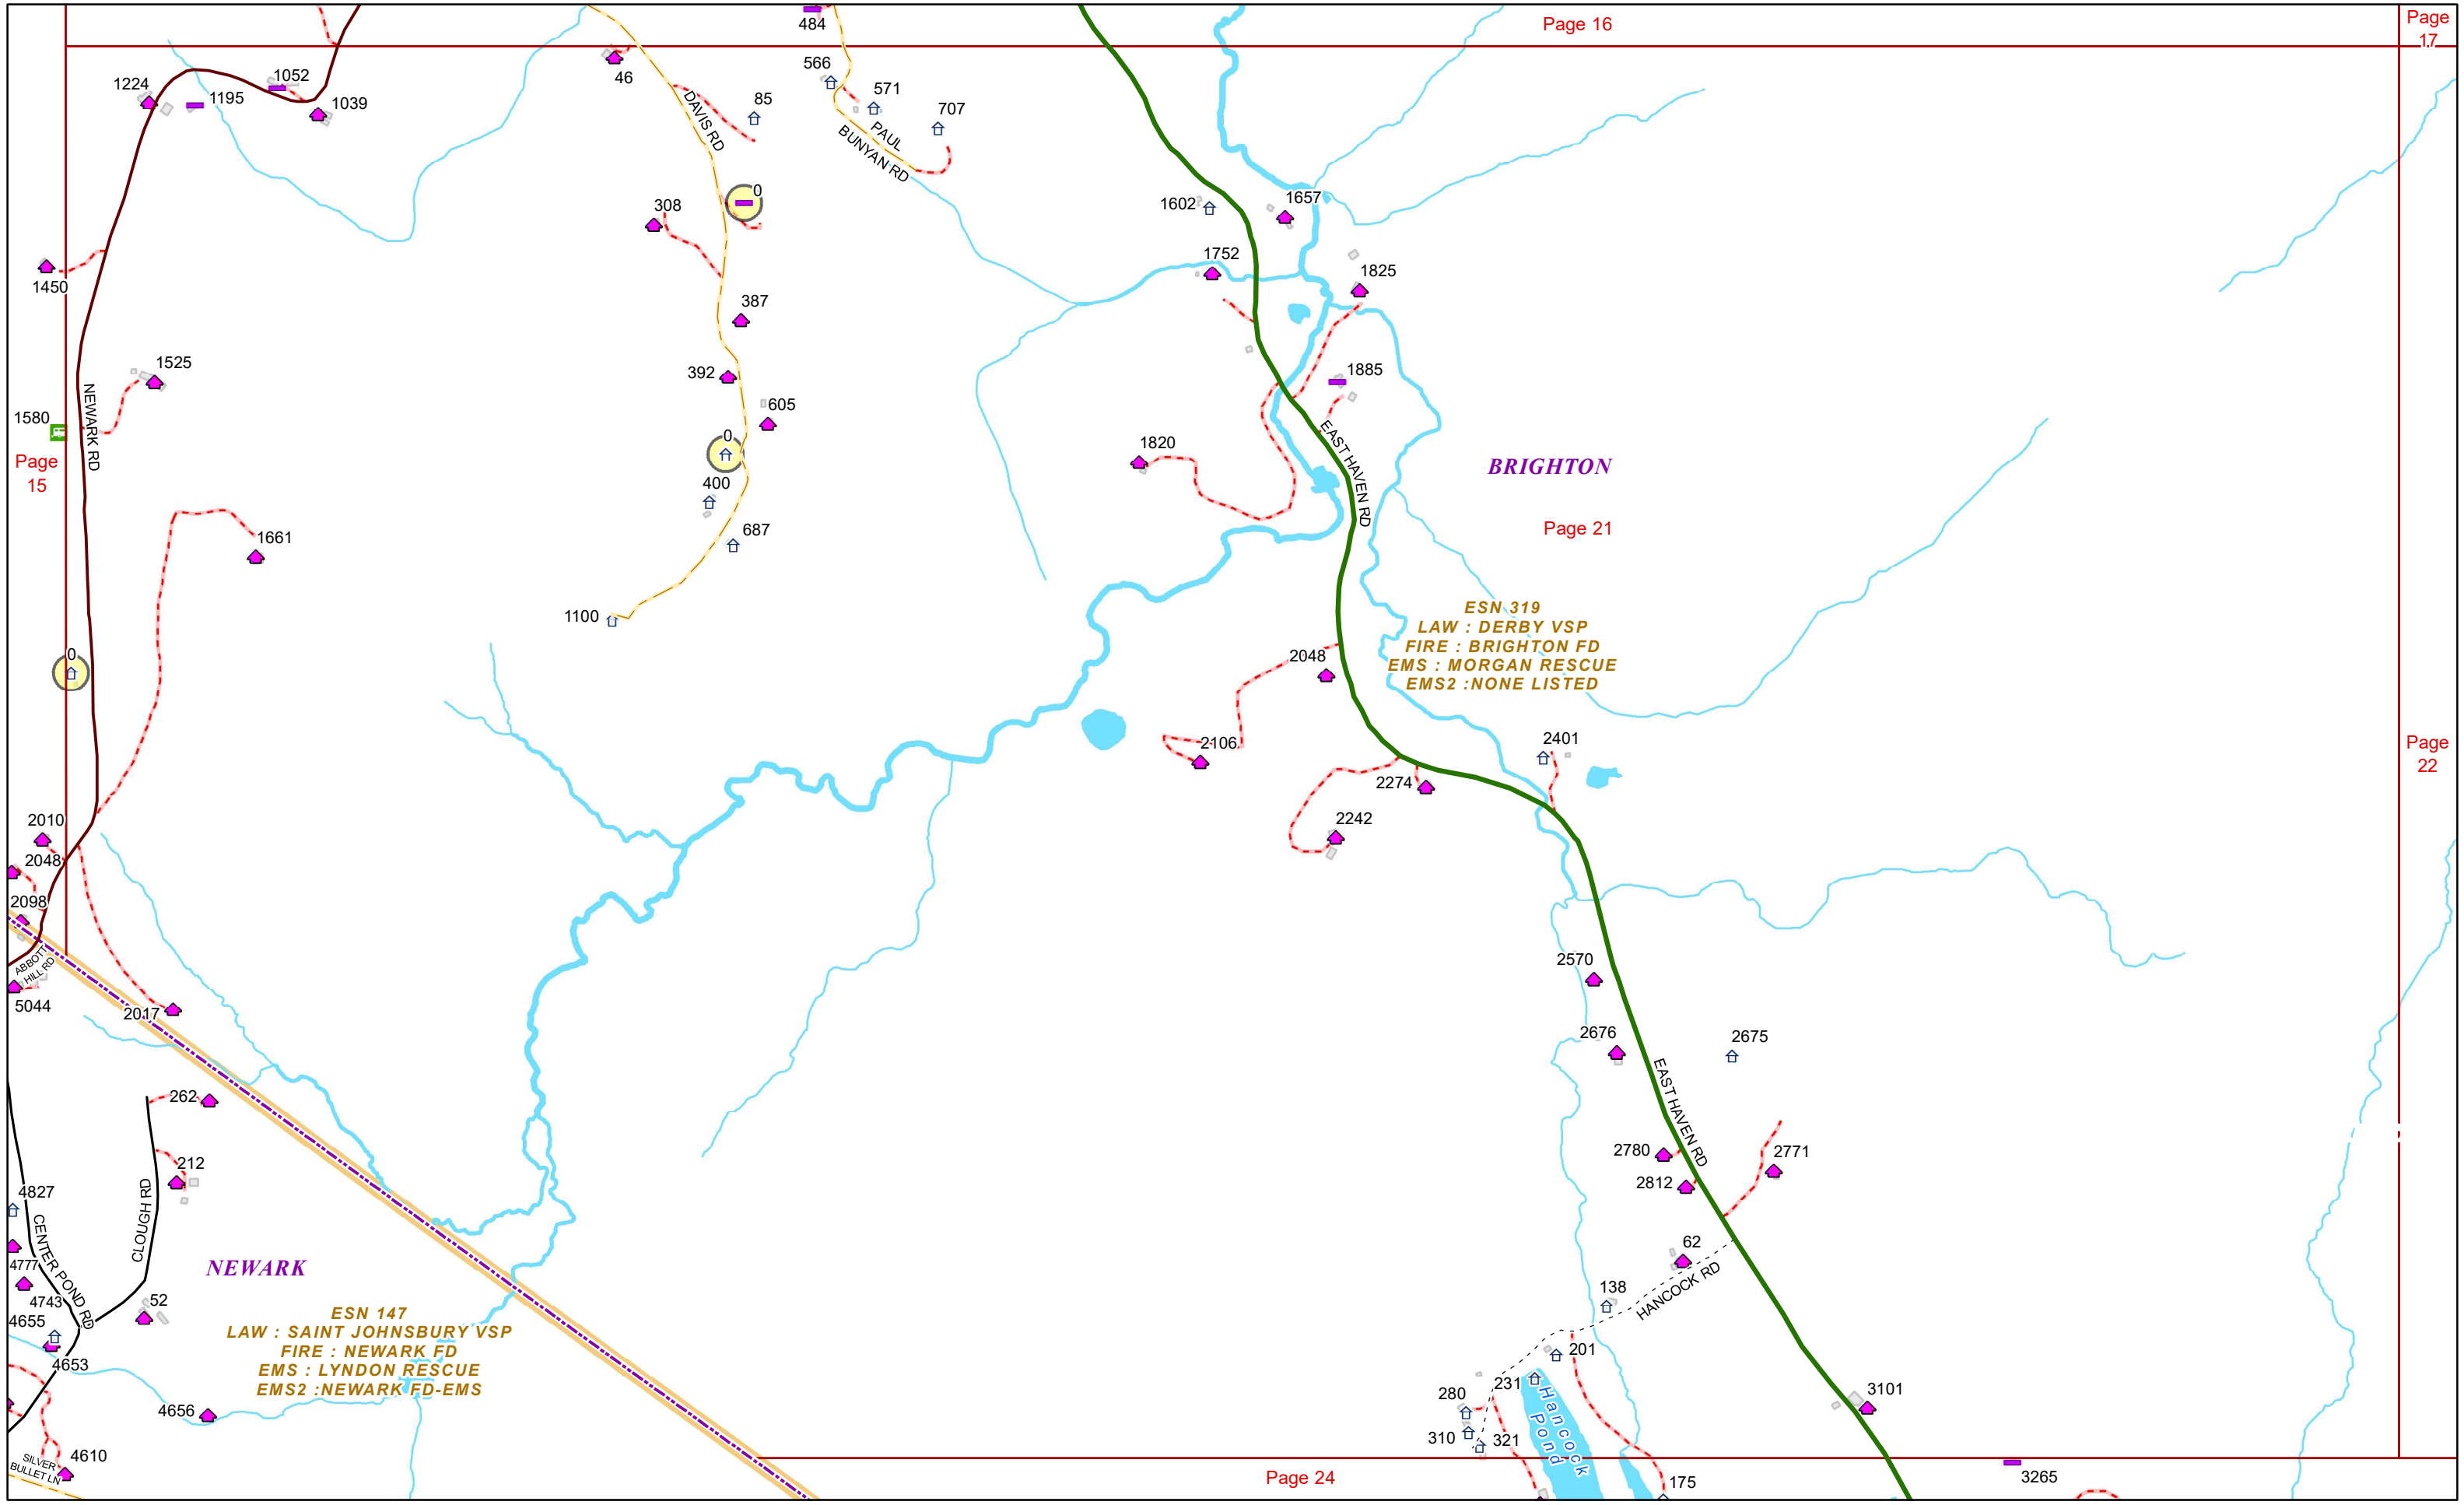 484
Page 16
Page
17
566
46
1224
1052
1195
1039
85
571
707
DAVIS RD
PAUL
BUNYAN RD
0
308
1602
1657
1450
1752
1825
387
1525
392
1885
605
1580
NEWARK RD
0
Page
15
1820
EAST HAVEN RD
BRIGHTON
400
Page 21
687
1661
1100
ESN 319
LAW : DERBY VSP
FIRE : BRIGHTON FD
EMS : MORGAN RESCUE
EMS2 :NONE LISTED
0
2048
2106
2401
Page
22
2274
2242
2010
2048
2098
ABBOT
HILL RD
5044
2017
2570
2676
2675
EAST HAVEN RD
262
212
2780
2771
2812
4827
CENTER POND RD
CLOUGH RD
NEWARK
62
HANCOCK RD
4777
4743
52
138
4655
4653
ESN 147
LAW : SAINT JOHNSBURY VSP
FIRE : NEWARK FD
EMS : LYNDON RESCUE
EMS2 :NEWARK FD-EMS
201
231
280
Hancock
Pond
3101
4656
310
321
4610
SILVER
BULLET LN
Page 24
175
3265